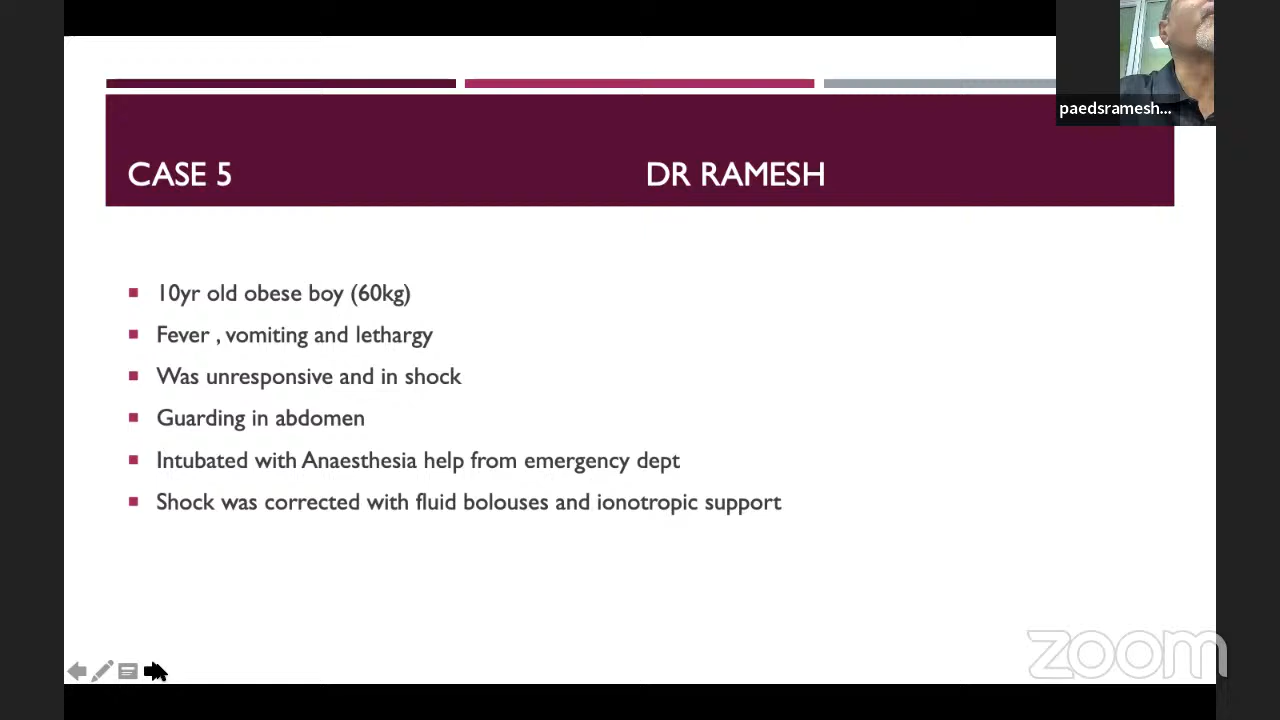 paedsramesh...
CASE 5 DR RAMESH
10yr old obese boy (60kg)
Fever , vomiting and lethargy
Was unresponsive and in shock
Guarding in abdomen
Intubated with Anaesthesia help from emergency dept
Shock was corrected with fluid bolouses and ionotropic support
zoom